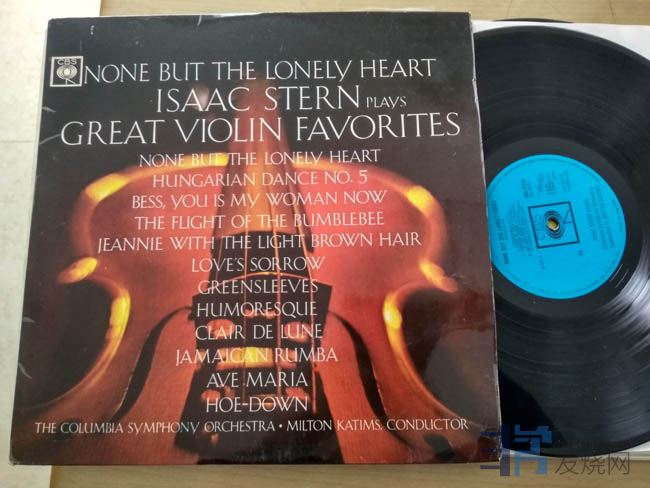 CBS
NONE BUT THE LONELY HEART
ISAAC STERN PLAYS
GREAT VIOLIN FAVORITES
NONE BUT THE LONELY HEART
HUNGARIAN DANCE NO. 5
BESS, YOU IS MY WOMAN NOW
THE FLIGHT OF THE BUMBLEBEE
JEANNIE WITH THE LIGHT BROWN HAIR
LOVE'S SORROW
GREENSLEEVES
HUMORESQUE
CLAIR DE LUNE
JAMAICAN RUMBA
AVE MARIA
HOE-DOWN
THE COLUMBIA SYMPHONY ORCHESTRA • MILTON KATIMS, CONDUCTOR
CBS
发烧网